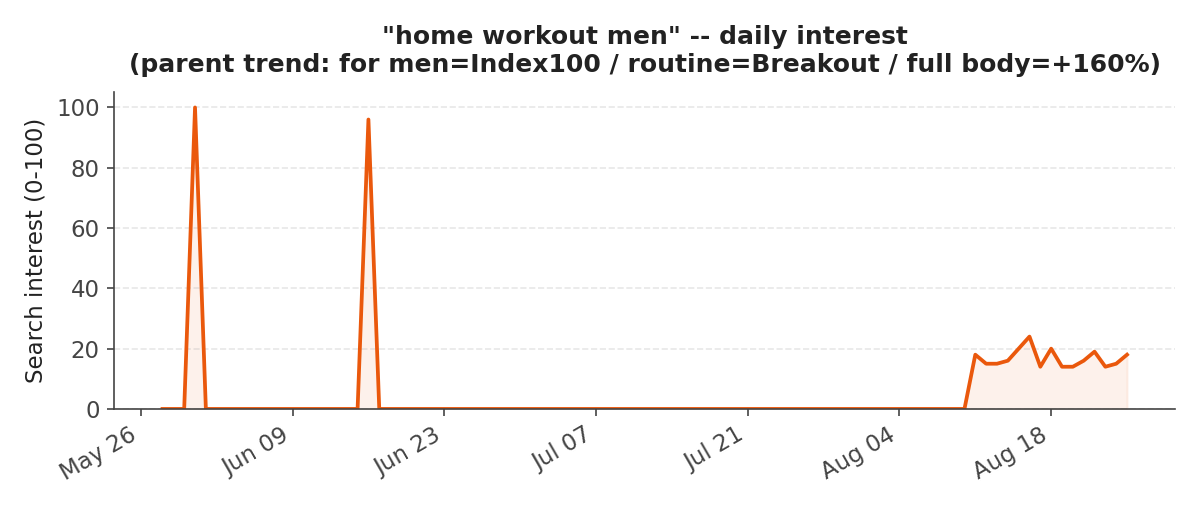 "home workout men" -- daily interest
(parent trend: for men=Index100 / routine=Breakout / full body=+160%)
Search interest (0-100)
100
80
60
40
20
0
May 26
Jun 09
Jun 23
Jul 07
Jul 21
Aug 04
Aug 18